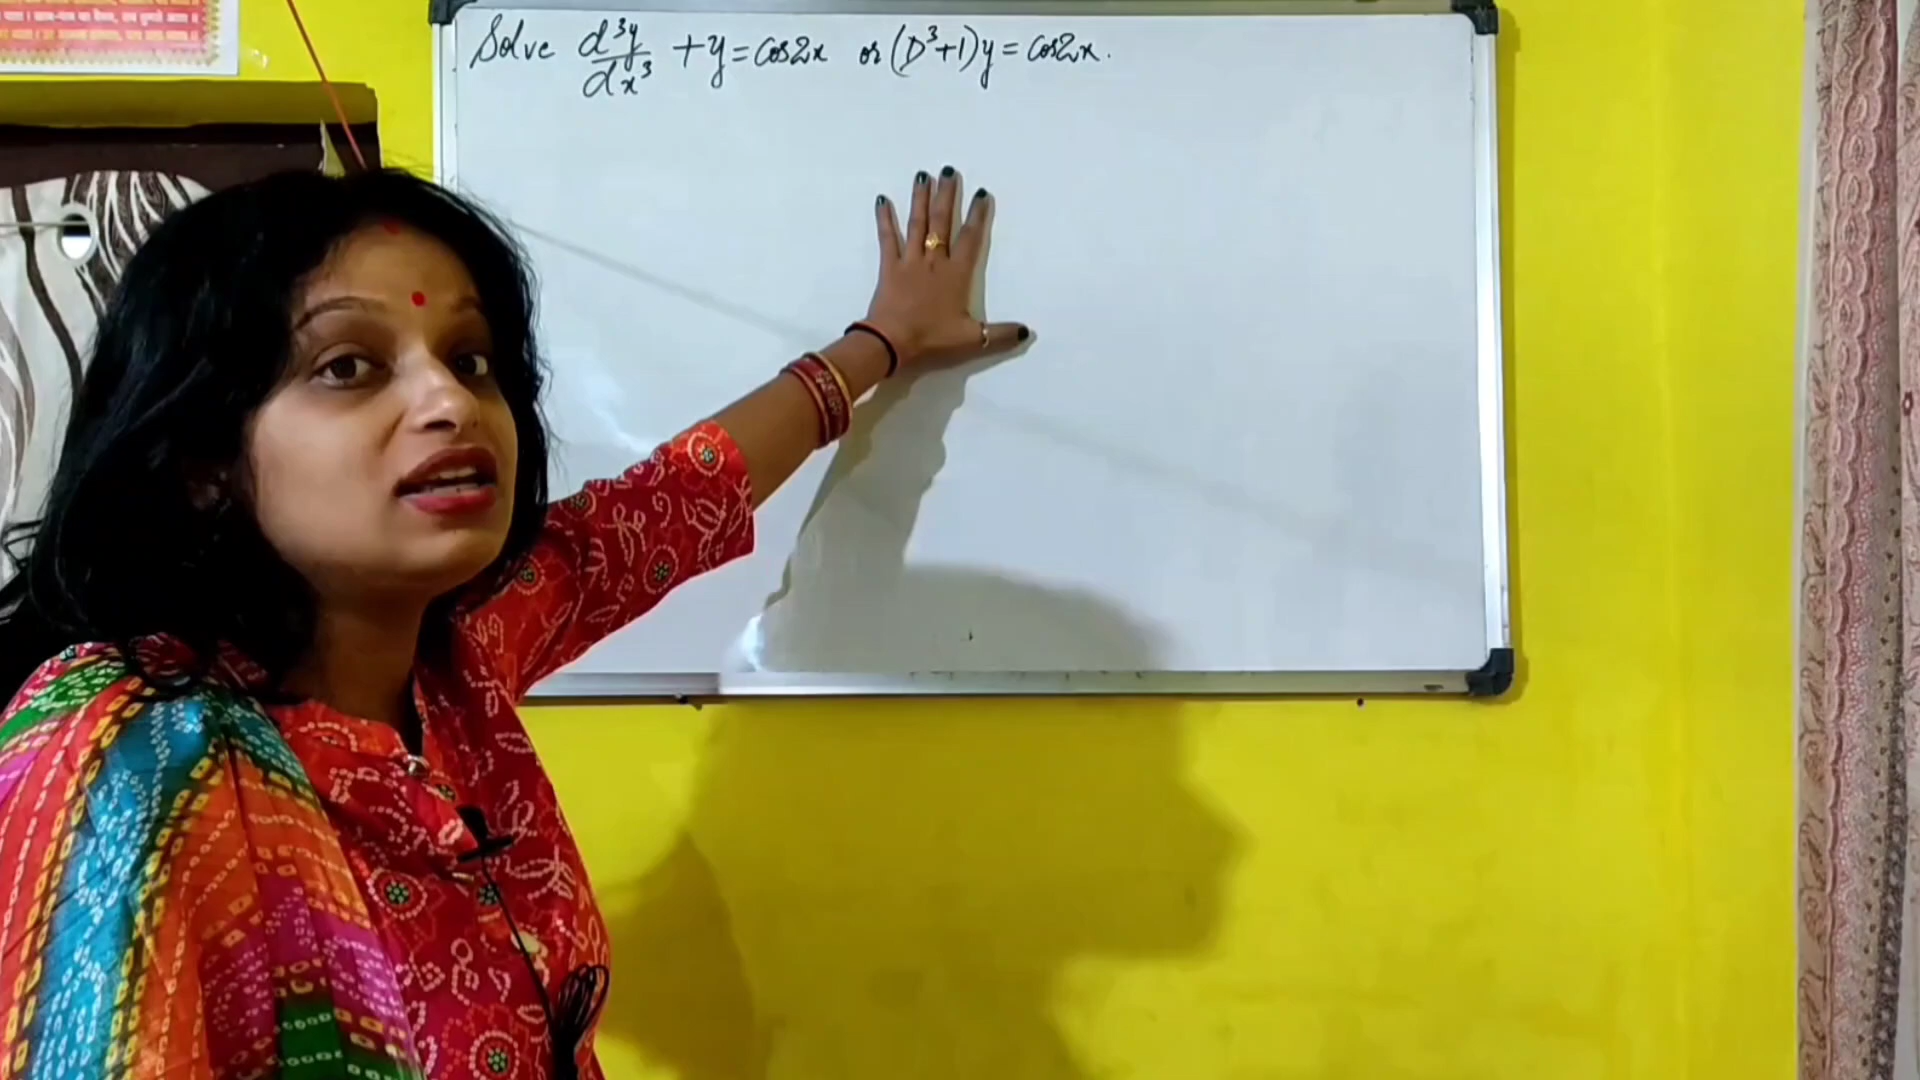 Solve d³y/dx³ + y = cos2x or (D³+1)y = cos2x.